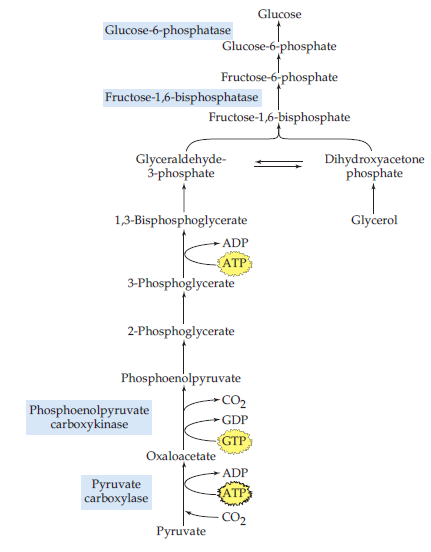 Glucose
Glucose-6-phosphatase
Glucose-6-phosphate
Fructose-6-phosphate
Fructose-1,6-bisphosphatase
Fructose-1,6-bisphosphate
Glyceraldehyde-
3-phosphate
Dihydroxyacetone
phosphate
1,3-Bisphosphoglycerate
Glycerol
ADP
ATP
3-Phosphoglycerate
2-Phosphoglycerate
Phosphoenolpyruvate
CO2
Phosphoenolpyruvate
carboxykinase
GDP
GTP
Oxaloacetate
ADP
Pyruvate
carboxylase
ATP
CO2
Pyruvate